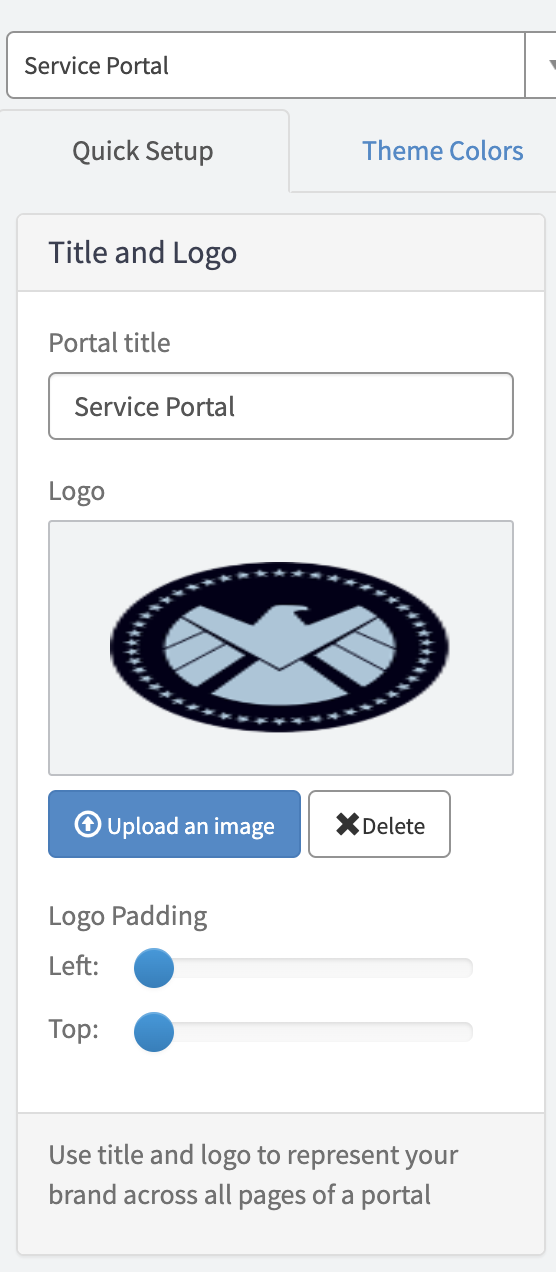 Service Portal
Quick Setup
Theme Colors
Title and Logo
Portal title
Service Portal
Logo
Upload an image
Delete
Logo Padding
Left:
Top:
Use title and logo to represent your
brand across all pages of a portal